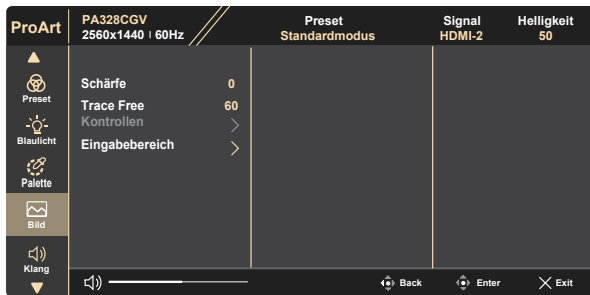 ProArt
PA328CGV
2560x1440 | 60Hz
Preset
Standardmodus
Signal
HDMI-2
Helligkeit
50
Preset
Blaulicht
Palette
Bild
Klang
Schärfe 0
Trace Free 60
Kontrollen
Eingabebereich
Back
Enter
Exit